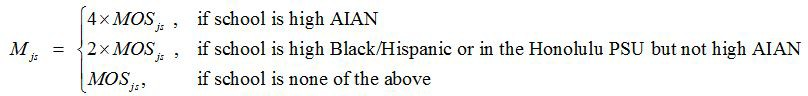 4×MOS_js , if school is high AIAN
M_js = { 2×MOS_js , if school is high Black/Hispanic or in the Honolulu PSU but not high AIAN
MOS_js, if school is none of the above